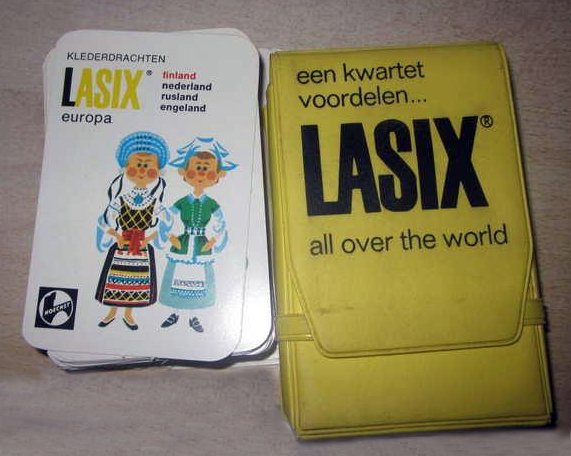 KLEDERDRACHTEN
LASIX®
europa
finland
nederland
rusland
engeland
HOECHST
een kwartet
voordelen...
LASIX®
all over the world